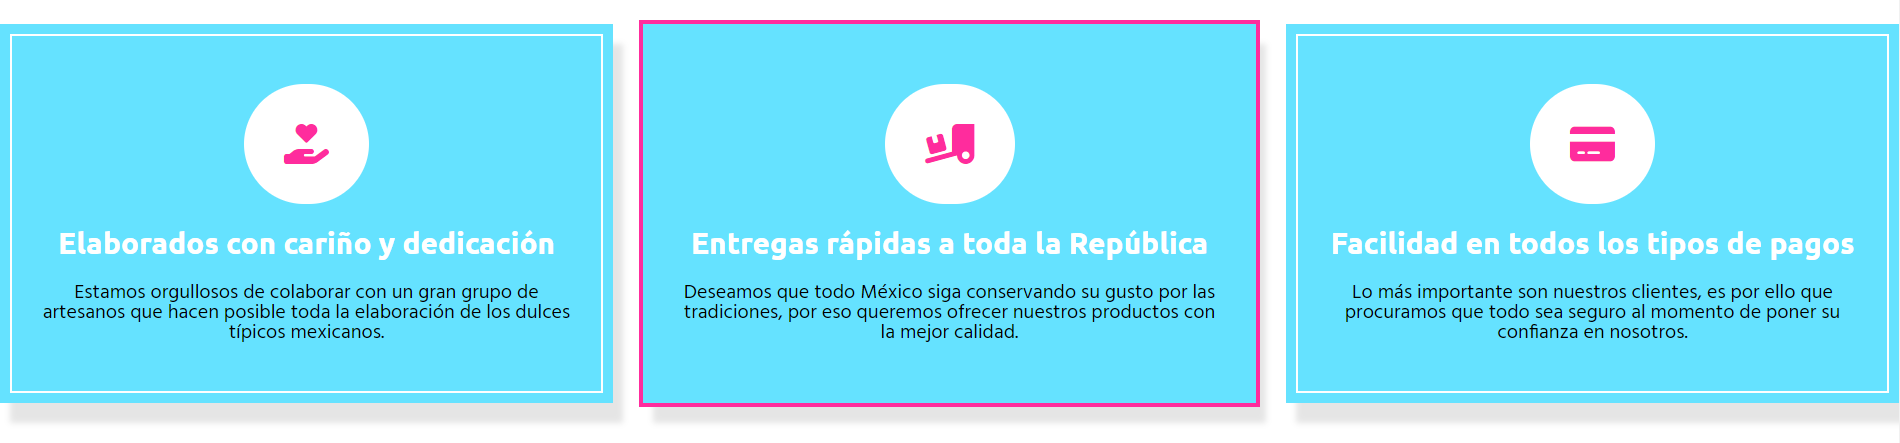 Elaborados con cariño y dedicación
Estamos orgullosos de colaborar con un gran grupo de
artesanos que hacen posible toda la elaboración de los dulces
típicos mexicanos.
Entregas rápidas a toda la República
Deseamos que todo México siga conservando su gusto por las
tradiciones, por eso queremos ofrecer nuestros productos con
la mejor calidad.
Facilidad en todos los tipos de pagos
Lo más importante son nuestros clientes, es por ello que
procuramos que todo sea seguro al momento de poner su
confianza en nosotros.